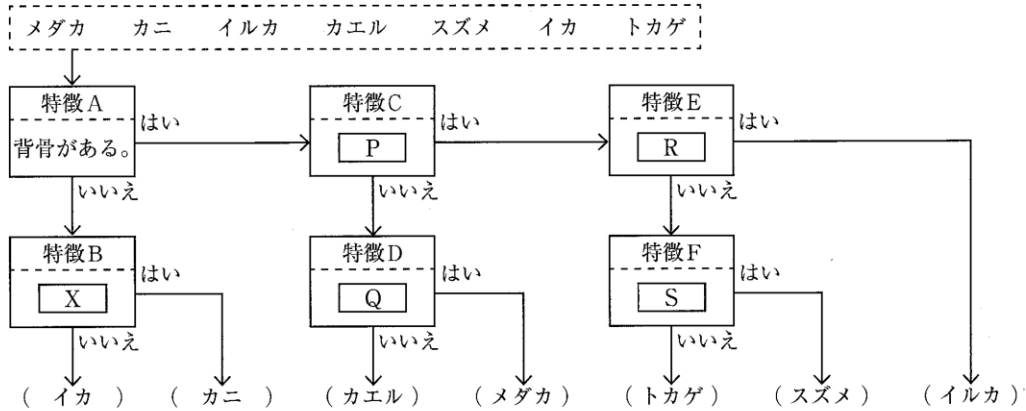 メダカ カニ イルカ カエル スズメ イカ トカゲ
特徴A 特徴C 特徴E
はい はい はい
背骨がある。 P R
いいえ いいえ いいえ
特徴B 特徴D 特徴F
はい はい はい
X Q S
いいえ いいえ いいえ
(イカ) (カニ) (カエル) (メダカ) (トカゲ) (スズメ) (イルカ)